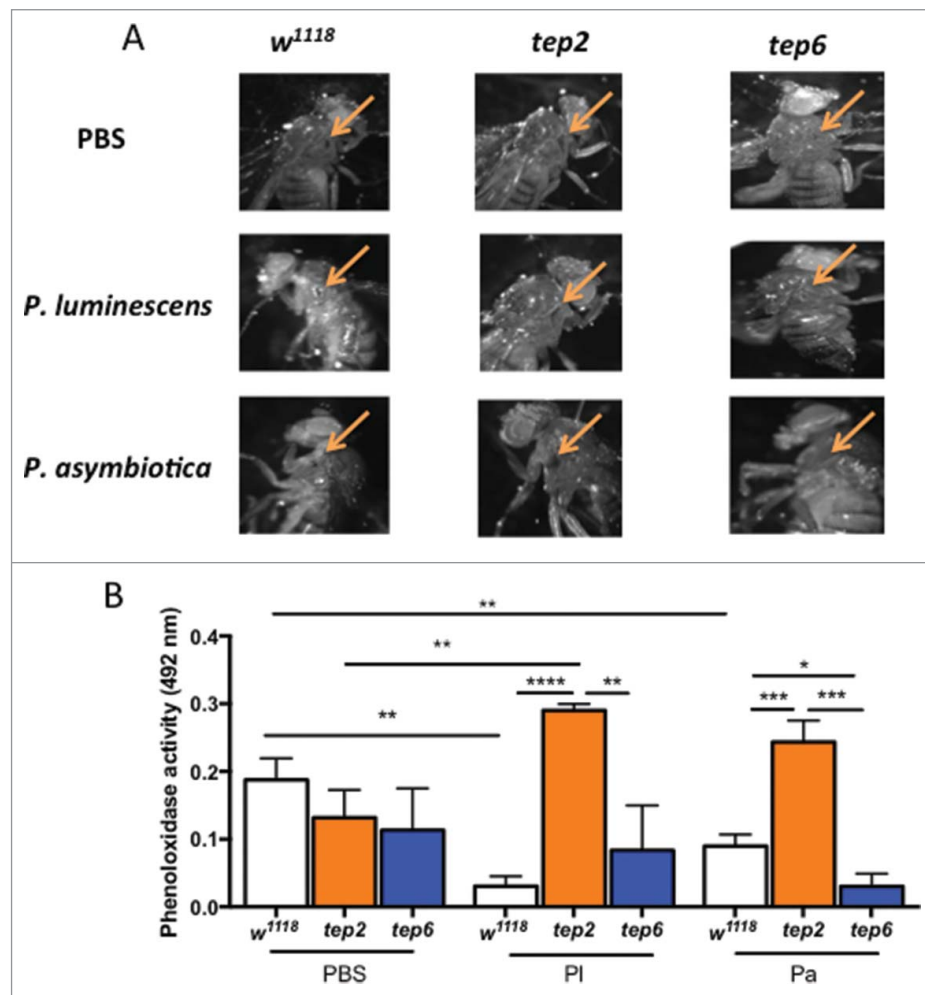 A
w1118 tep2 tep6
PBS
P. luminescens
P. asymbiotica
B
Phenoloxidase activity (492 nm)
**
0.4
**
*
**** **
*** ***
0.3
**
0.2
0.1
0.0
w1118 tep2 tep6 w1118 tep2 tep6 w1118 tep2 tep6
PBS Pl Pa